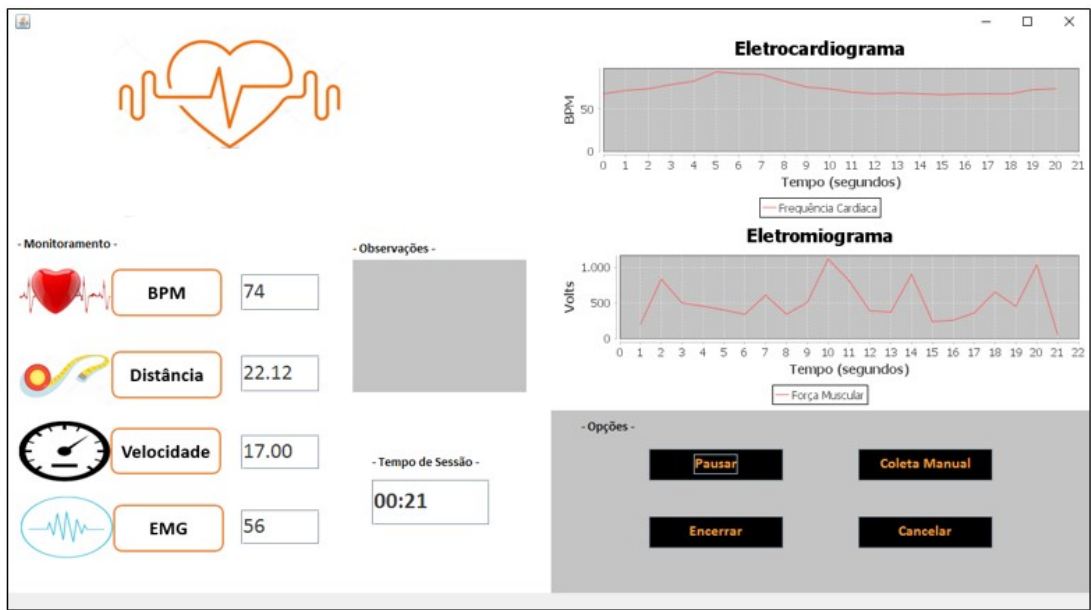 Eletrocardiograma
BPM
50
0
0 1 2 3 4 5 6 7 8 9 10 11 12 13 14 15 16 17 18 19 20 21
Tempo (segundos)
Frequência Cardíaca
- Monitoramento -
BPM
74
Distância
22.12
Velocidade
17.00
EMG
56
- Observações -
- Tempo de Sessão -
00:21
Eletromiograma
Volts
1.000
500
0
0 1 2 3 4 5 6 7 8 9 10 11 12 13 14 15 16 17 18 19 20 21 22
Tempo (segundos)
Força Muscular
- Opções -
Pausar
Coleta Manual
Encerrar
Cancelar